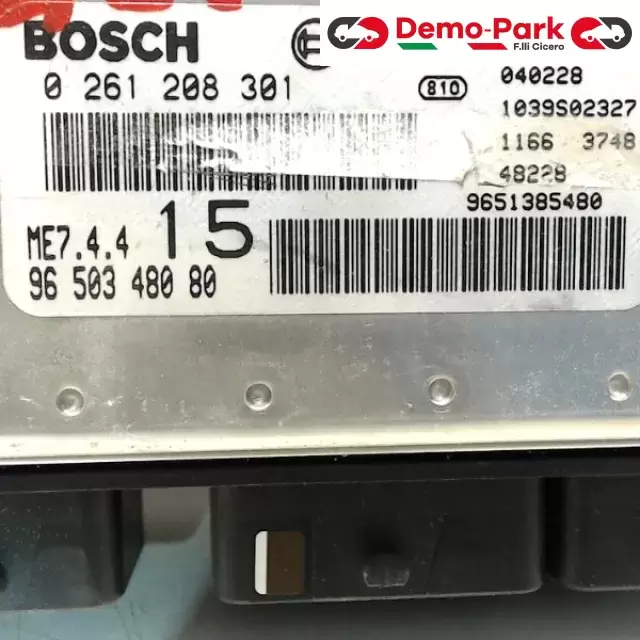 BOSCH
Demo-Park
F.lli Cicero
0 261 208 301
810
040228
1039S02327
1166 3748
48228
9651385480
ME7.4.4 15
96 503 480 80